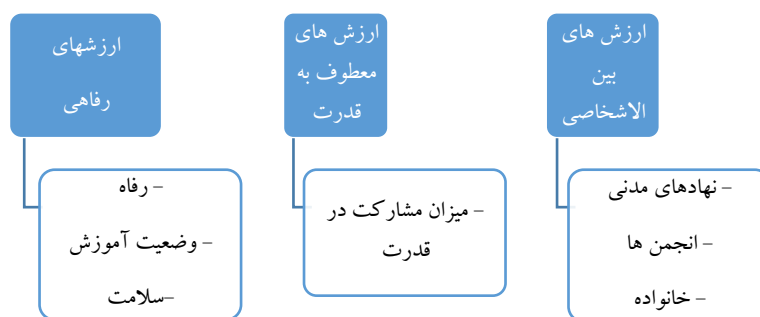 ارزش های
بین
الاشخاصی
– نهادهای مدنی
– انجمن ها
– خانواده
ارزش های
معطوف به
قدرت
– میزان مشارکت در
قدرت
ارزشهای
رفاهی
– رفاه
– وضعیت آموزش
–سلامت